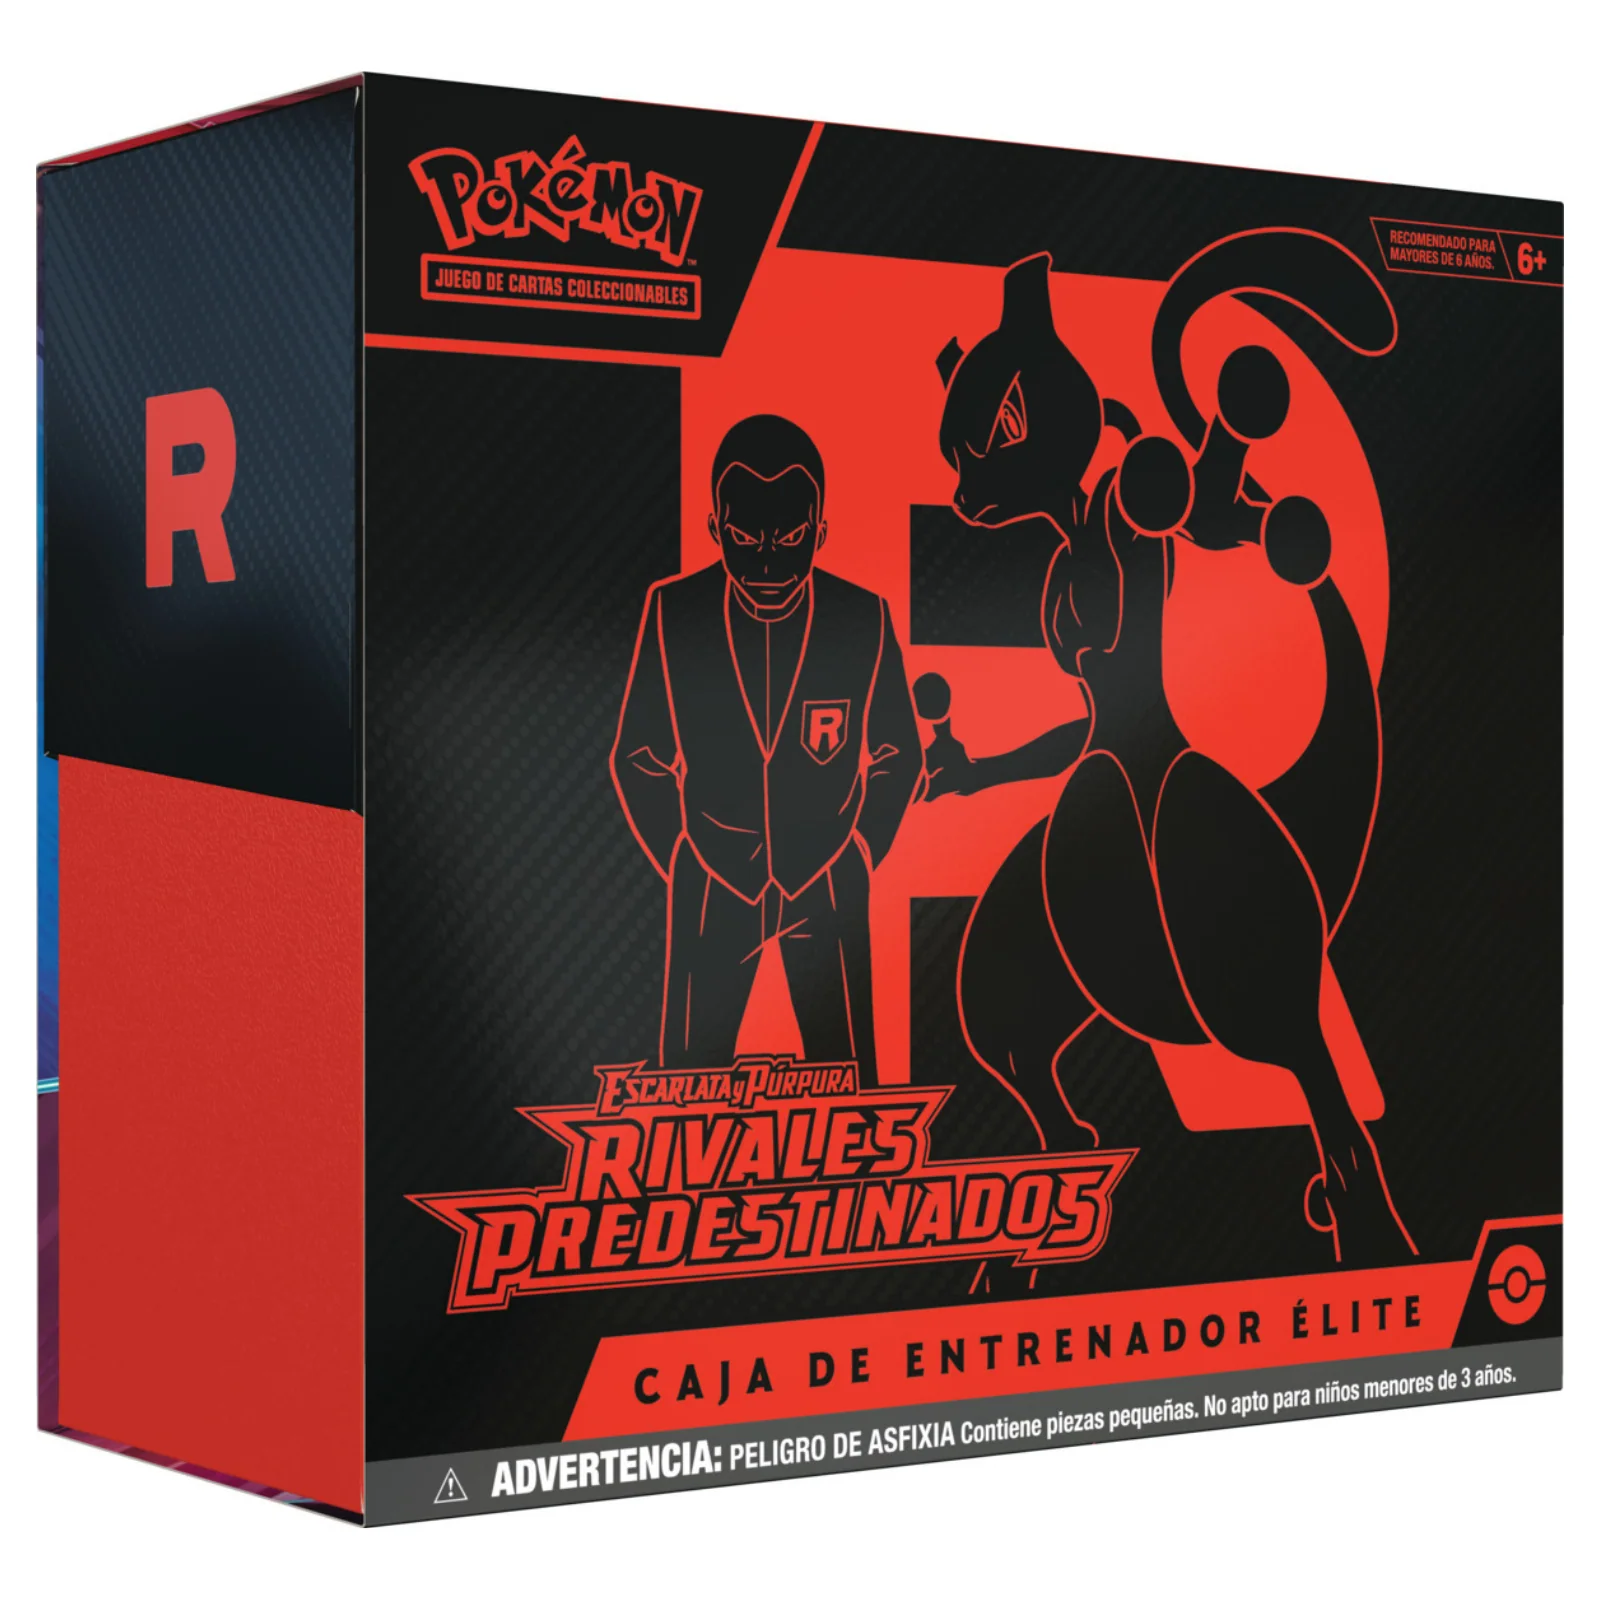 R
POKÉMON™
JUEGO DE CARTAS COLECCIONABLES
RECOMENDADO PARA
MAYORES DE 6 AÑOS.
6+
R
ESCARLATA y PÚRPURA
RIVALES
PREDESTINADOS
CAJA DE ENTRENADOR ÉLITE
ADVERTENCIA: PELIGRO DE ASFIXIA Contiene piezas pequeñas. No apto para niños menores de 3 años.